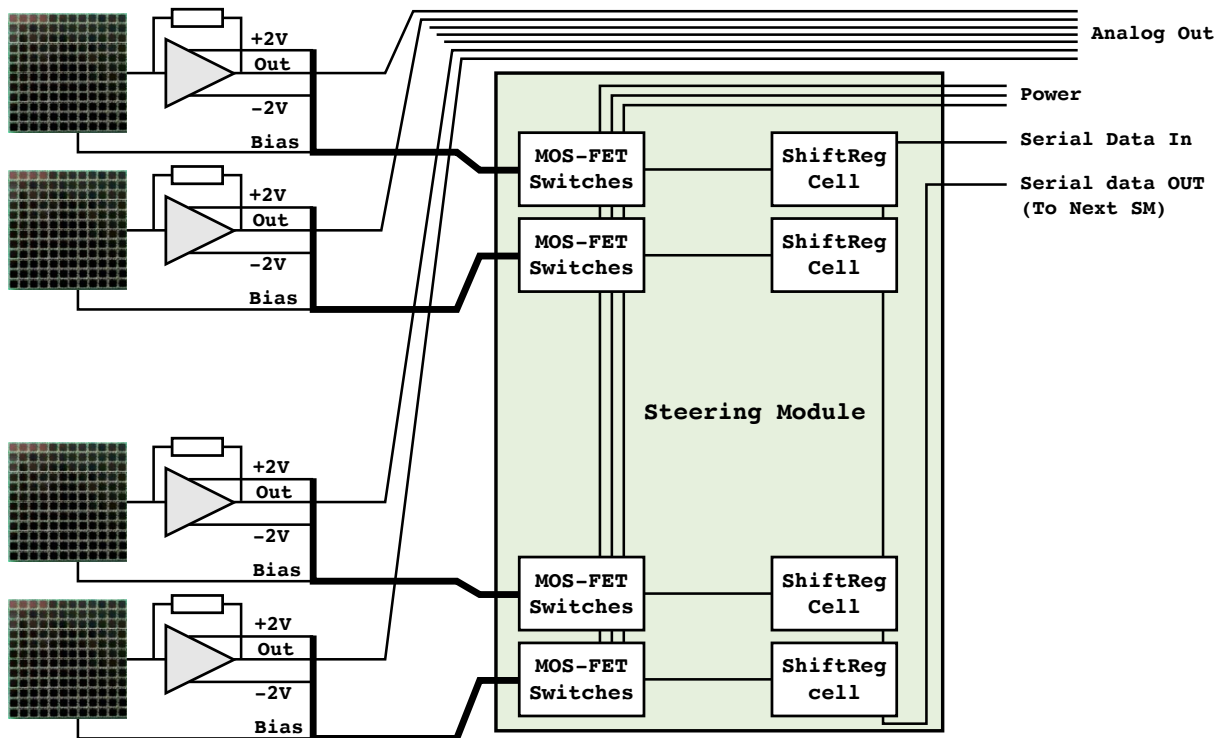 +2V
Out
-2V
Bias
Analog Out
Power
Serial Data In
Serial data OUT
(To Next SM)
MOS-FET
Switches
ShiftReg
Cell
+2V
Out
-2V
Bias
MOS-FET
Switches
ShiftReg
Cell
Steering Module
+2V
Out
-2V
Bias
MOS-FET
Switches
ShiftReg
Cell
+2V
Out
-2V
Bias
MOS-FET
Switches
ShiftReg
cell